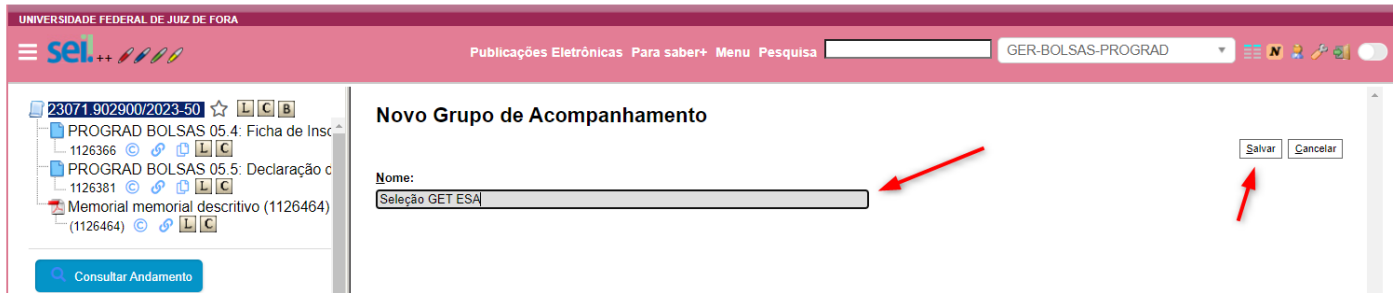 UNIVERSIDADE FEDERAL DE JUIZ DE FORA
sei! ++
Publicações Eletrônicas Para saber+ Menu Pesquisa
GER-BOLSAS-PROGRAD
N
23071.902900/2023-50 L C B
PROGRAD BOLSAS 05.4: Ficha de Insc
1126366 © L C
PROGRAD BOLSAS 05.5: Declaração d
1126381 © L C
Memorial memorial descritivo (1126464)
(1126464) © L C
Consultar Andamento
Novo Grupo de Acompanhamento
Salvar Cancelar
Nome:
Seleção GET ESA